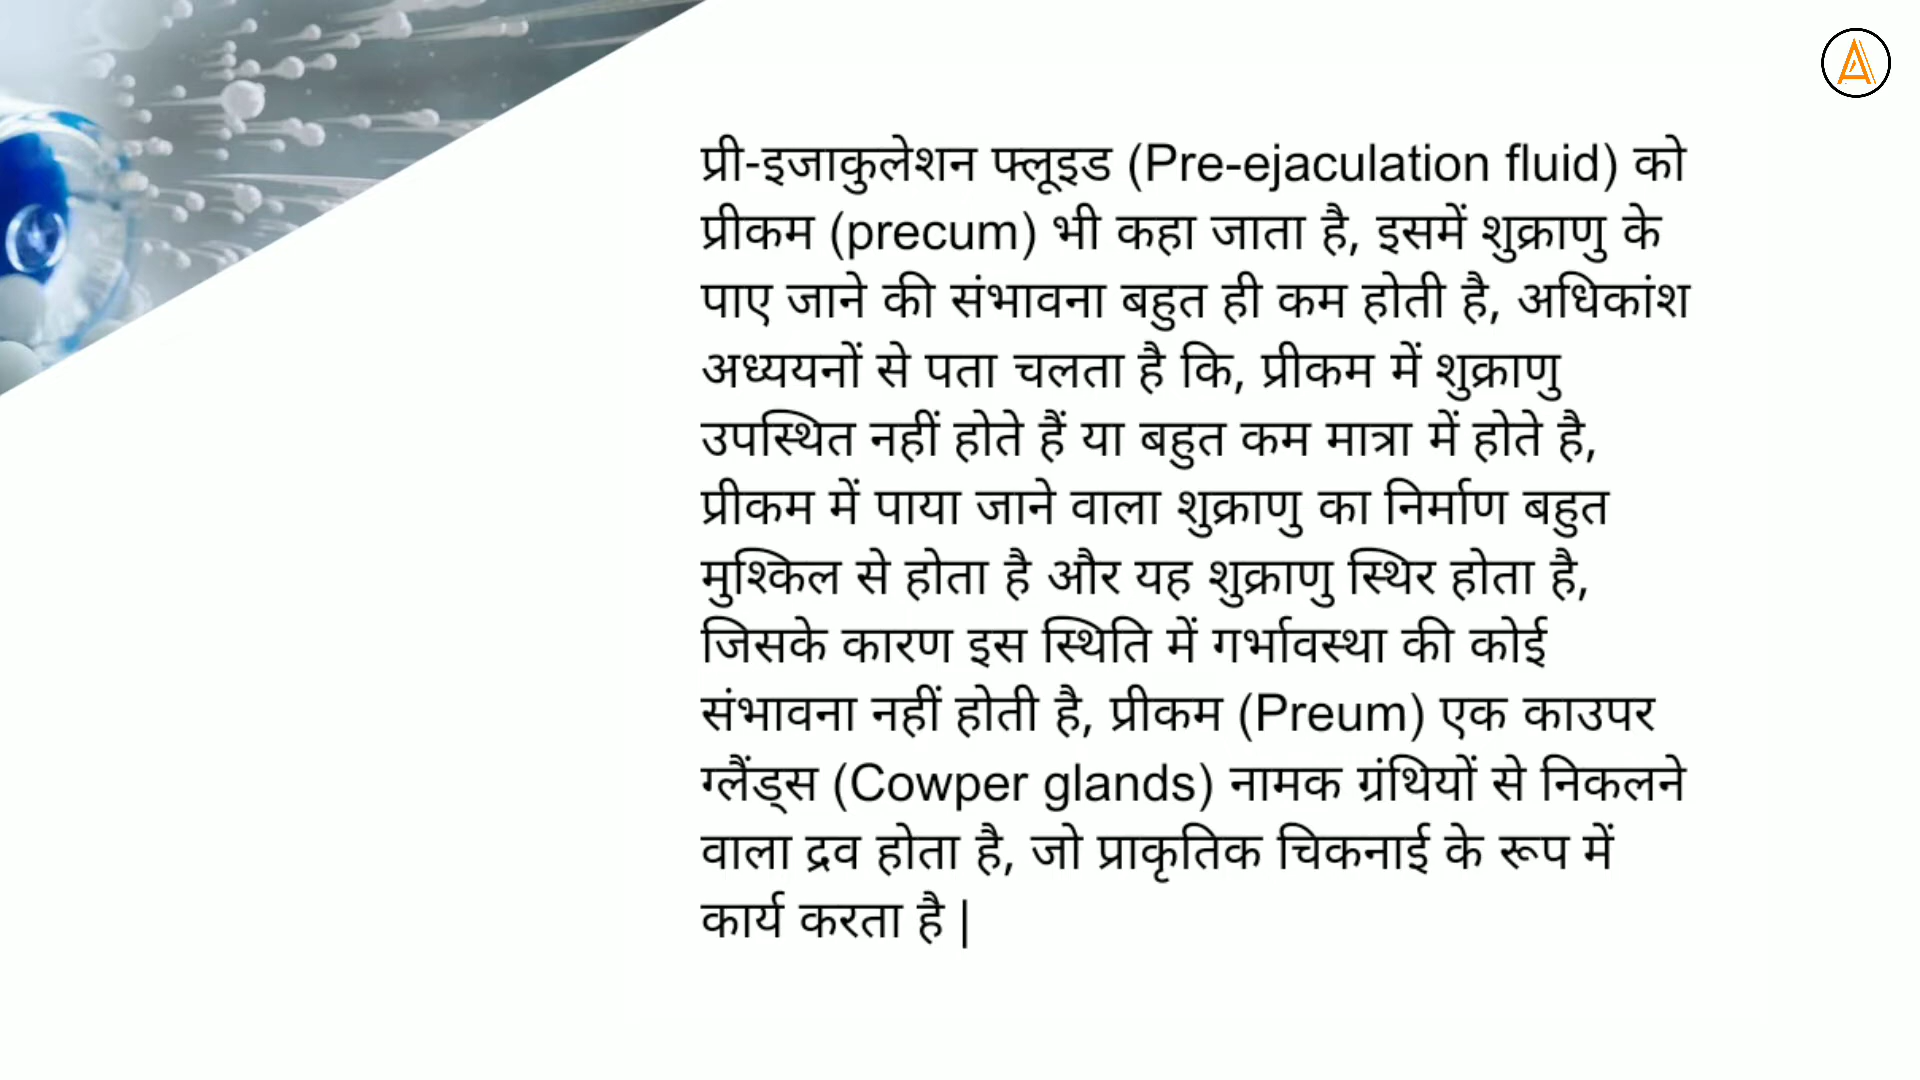 प्री-इजाकुलेशन फ्लूइड (Pre-ejaculation fluid) को
प्रीकम (precum) भी कहा जाता है, इसमें शुक्राणु के
पाए जाने की संभावना बहुत ही कम होती है, अधिकांश
अध्ययनों से पता चलता है कि, प्रीकम में शुक्राणु
उपस्थित नहीं होते हैं या बहुत कम मात्रा में होते है,
प्रीकम में पाया जाने वाला शुक्राणु का निर्माण बहुत
मुश्किल से होता है और यह शुक्राणु स्थिर होता है,
जिसके कारण इस स्थिति में गर्भावस्था की कोई
संभावना नहीं होती है, प्रीकम (Preum) एक काउपर
ग्लैंड्स (Cowper glands) नामक ग्रंथियों से निकलने
वाला द्रव होता है, जो प्राकृतिक चिकनाई के रूप में
कार्य करता है |